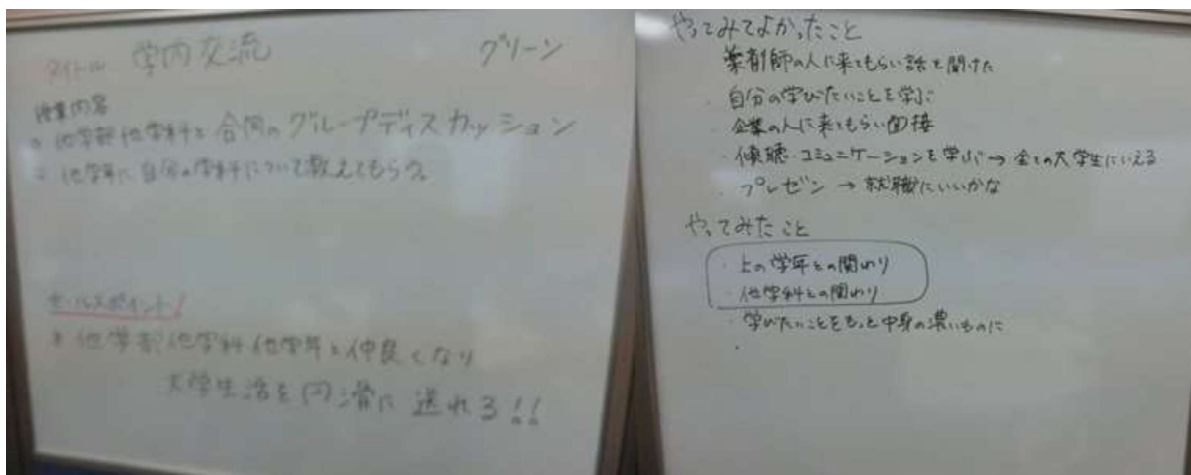 タイトル 学内交流
グリーン
授業内容
他学部他学科と合同のグループディスカッション
他学年に自分の学科について教えてもらう。
セールスポイント!
他学部他学科他学年と仲良くなり
大学生活を円滑に送れる!!
やってみてよかったこと
薬剤師の人に来てもらい話を聞けた
・自分の学びたいことを学ぶ
・企業の人に来てもらい面接
・傾聴・コミュニケーションを学ぶ→全ての大学生にいえる
・プレゼン→就職にいいかな
やってみたこと
・上の学年との関わり
・他学科との関わり
・学びたいことをもっと中身の濃いものに
・